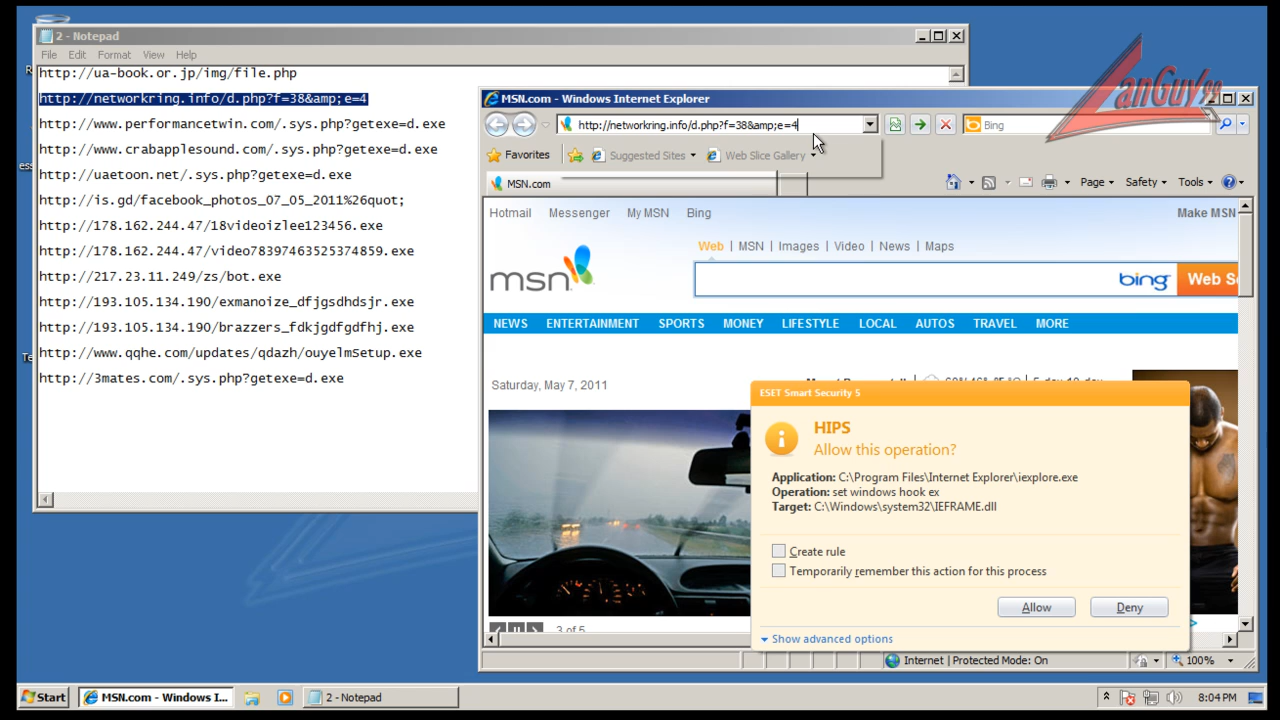 2 - Notepad
File Edit Format View Help
http://ua-book.or.jp/img/file.php
http://networkring.info/d.php?f=38&amp;e=4
http://www.performancetwin.com/.sys.php?getexe=d.exe
http://www.crabapplesound.com/.sys.php?getexe=d.exe
http://uaetoon.net/.sys.php?getexe=d.exe
http://is.gd/facebook_photos_07_05_2011%26quot;
http://178.162.244.47/18videoizlee123456.exe
http://178.162.244.47/video78397463525374859.exe
http://217.23.11.249/zs/bot.exe
http://193.105.134.190/exmanoize_dfjgsdhdsjr.exe
http://193.105.134.190/brazzers_fdkjgdfgdfhj.exe
http://www.qqhe.com/updates/qdazh/ouyelmSetup.exe
http://3mates.com/.sys.php?getexe=d.exe
MSN.com - Windows Internet Explorer
http://networkring.info/d.php?f=38&amp;e=4
Bing
Favorites Suggested Sites Web Slice Gallery
MSN.com
Page Safety Tools
Hotmail Messenger My MSN Bing
Make MSN
Web | MSN | Images | Video | News | Maps
msn
bing
Web S
NEWS ENTERTAINMENT SPORTS MONEY LIFESTYLE LOCAL AUTOS TRAVEL MORE
Saturday, May 7, 2011
3 of 5
ESET Smart Security 5
HIPS
Allow this operation?
Application: C:\Program Files\Internet Explorer\iexplore.exe
Operation: set windows hook ex
Target: C:\Windows\system32\IEFRAME.dll
Create rule
Temporarily remember this action for this process
Allow Deny
Show advanced options
Internet | Protected Mode: On
100%
Start
MSN.com - Windows I...
2 - Notepad
8:04 PM